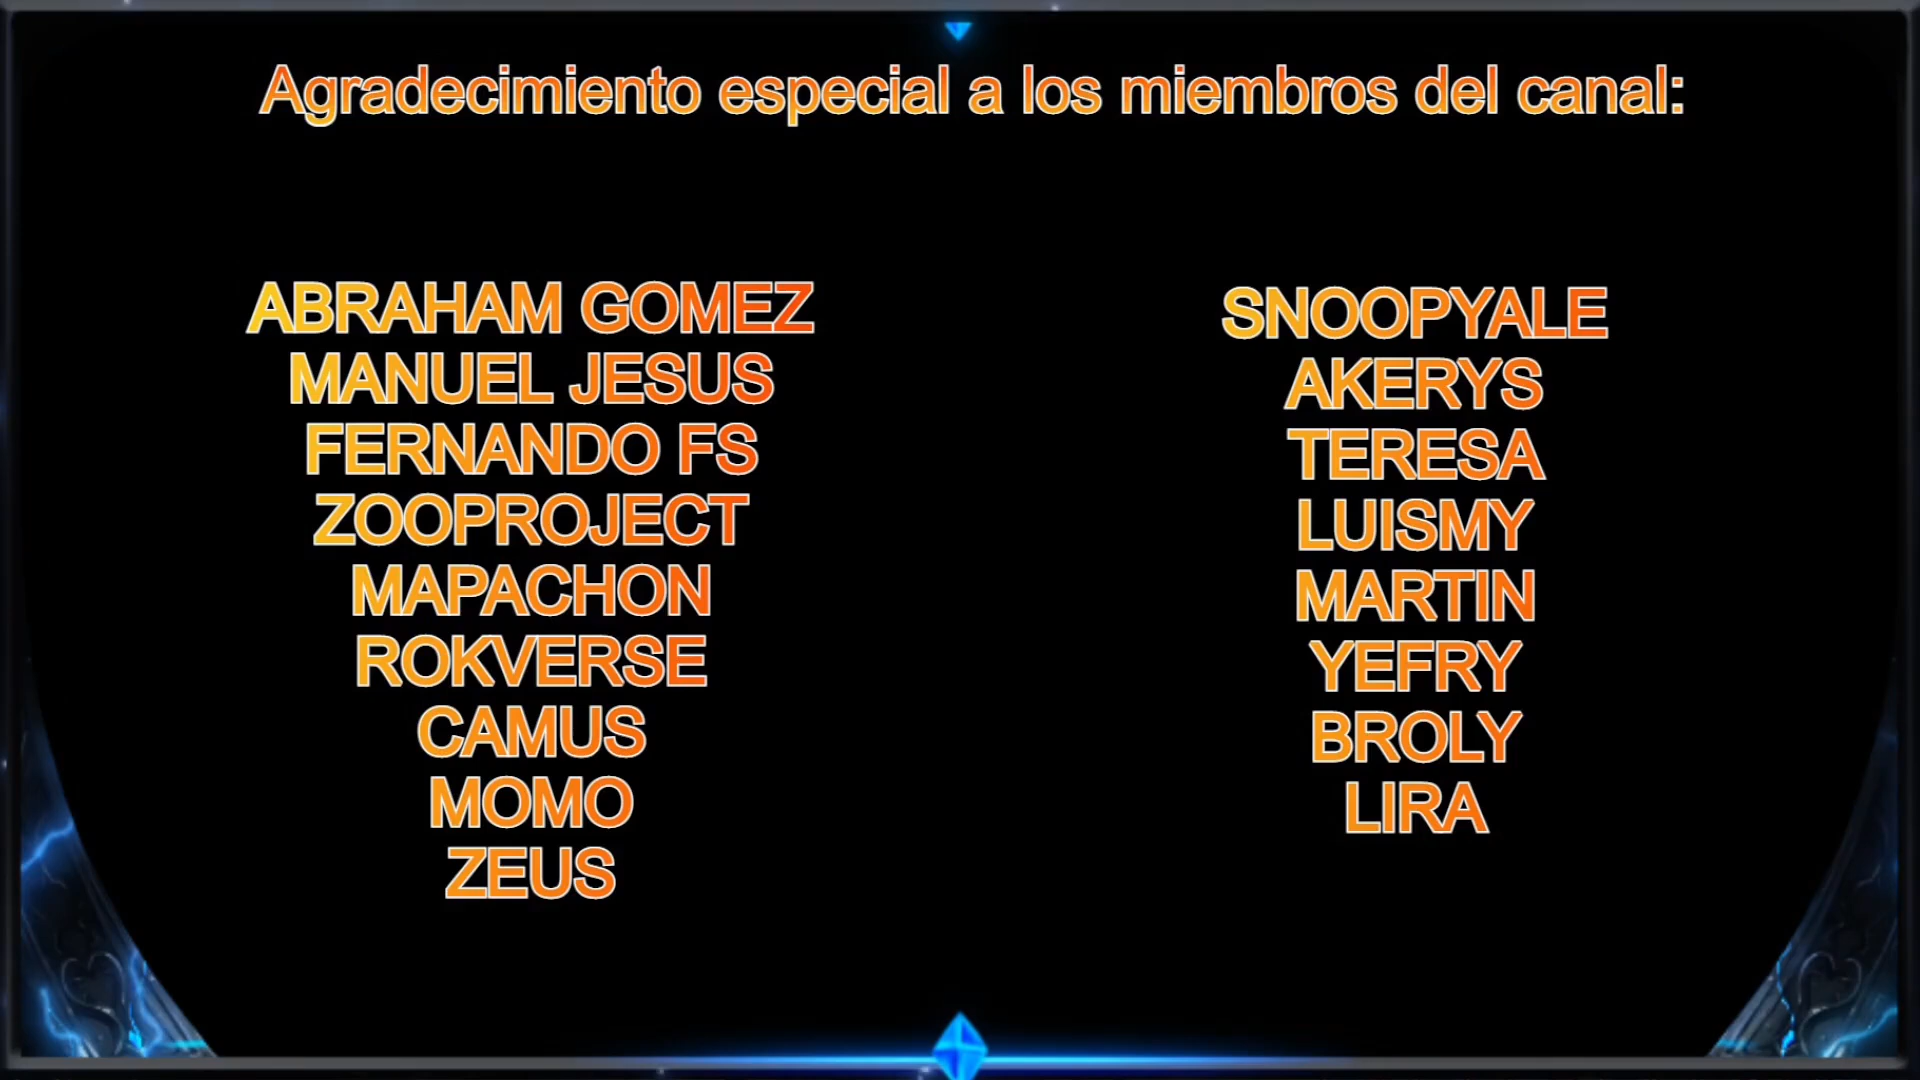 Agradecimiento especial a los miembros del canal:
ABRAHAM GOMEZ
MANUEL JESUS
FERNANDO FS
ZOOPROJECT
MAPACHON
ROKVERSE
CAMUS
MOMO
ZEUS
SNOOPYALE
AKERYS
TERESA
LUISMY
MARTIN
YEFRY
BROLY
LIRA